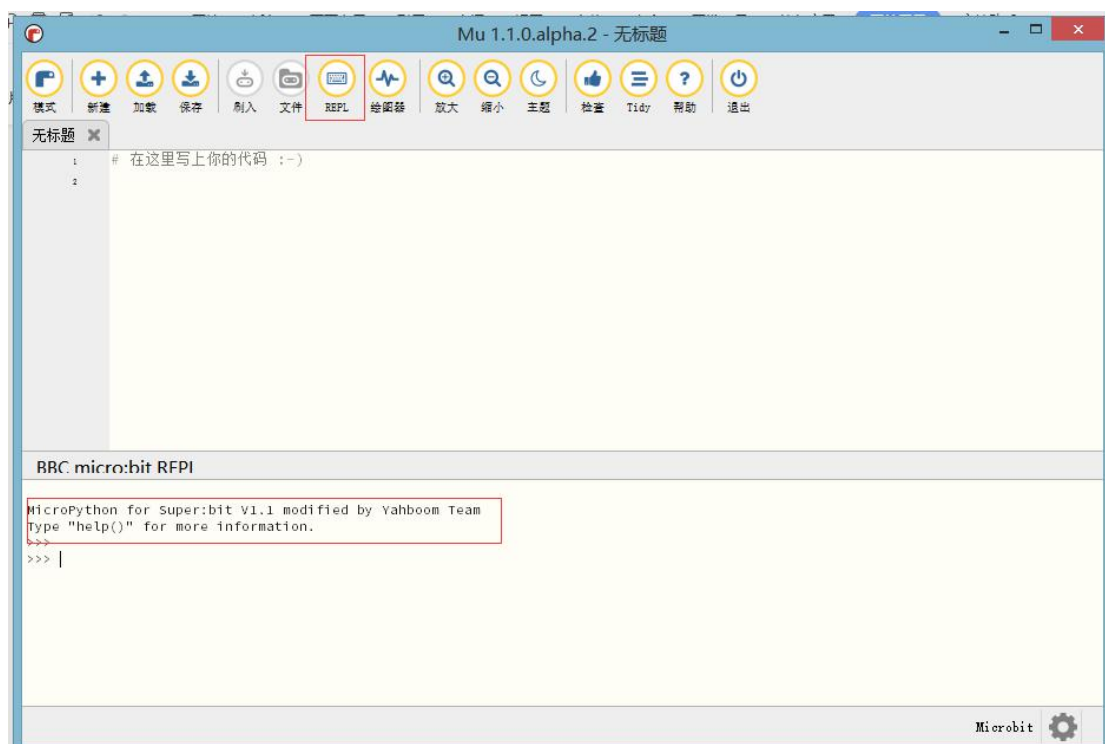 Mu 1.1.0.alpha.2 - 无标题
模式 新建 加载 保存 刷入 文件 REPL 绘图器 放大 缩小 主题 检查 Tidy 帮助 退出
无标题
1 # 在这里写上你的代码 :-)
2
BBC micro:bit REPL
MicroPython for Super:bit V1.1 modified by Yahboom Team
Type "help()" for more information.
>>>
>>>
Microbit